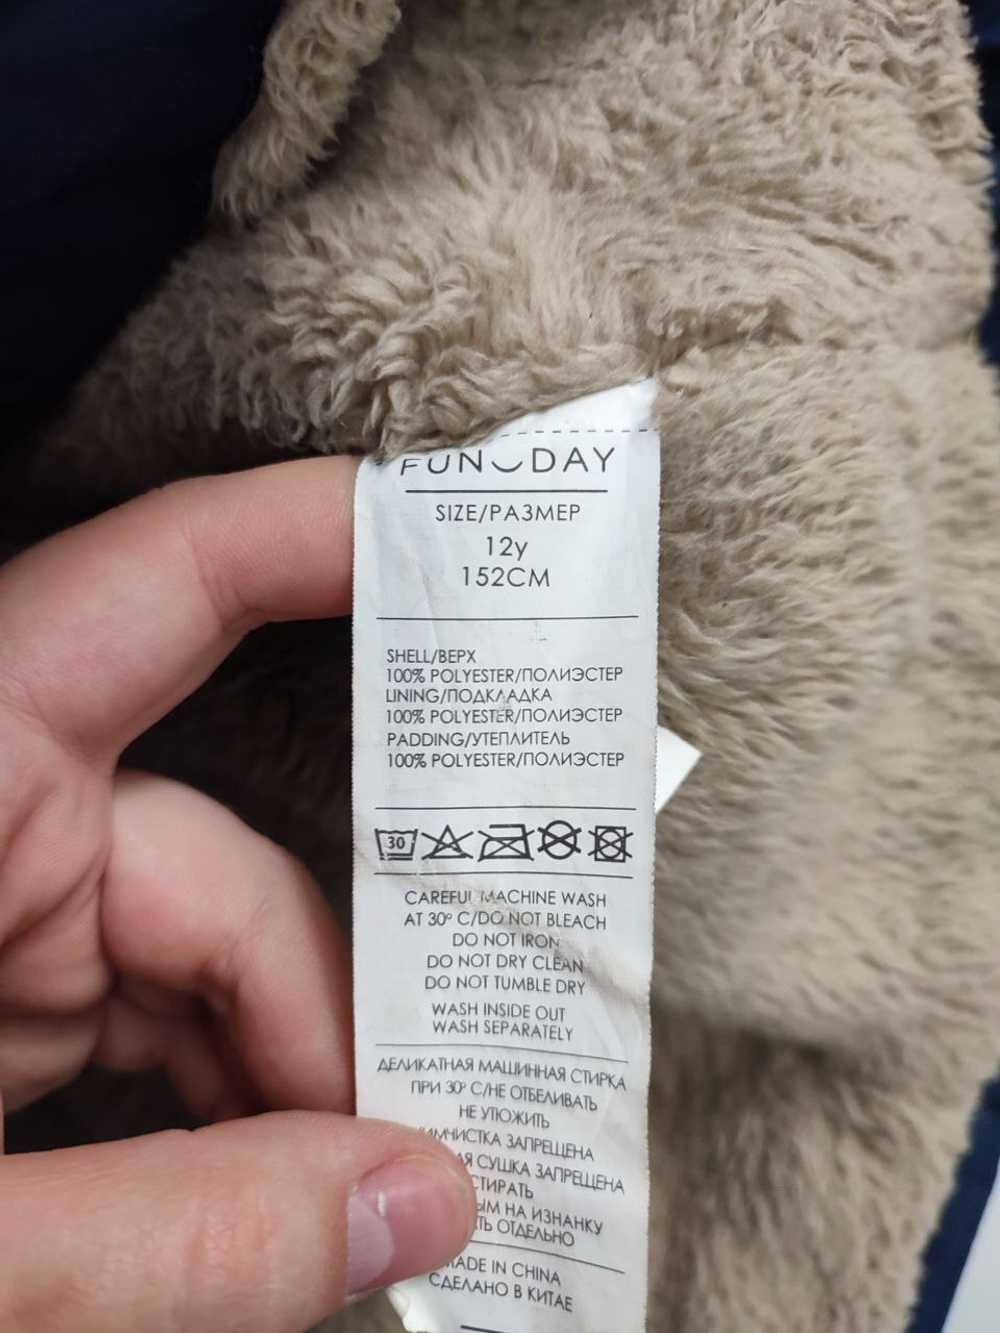 FUN DAY
SIZE/РАЗМЕР
12y
152CM
SHELL/ВЕРХ
100% POLYESTER/ПОЛИЭСТЕР
LINING/ПОДКЛАДКА
100% POLYESTER/ПОЛИЭСТЕР
PADDING/УТЕПЛИТЕЛЬ
100% POLYESTER/ПОЛИЭСТЕР
30
CAREFUL MACHINE WASH
AT 30° C/DO NOT BLEACH
DO NOT IRON
DO NOT DRY CLEAN
DO NOT TUMBLE DRY
WASH INSIDE OUT
WASH SEPARATELY
ДЕЛИКАТНАЯ МАШИННАЯ СТИРКА
ПРИ 30° С/НЕ ОТБЕЛИВАТЬ
НЕ УТЮЖИТЬ
ЗАПРЕЩЕНА
СУШКА ЗАПРЕЩЕНА
СТИРАТЬ
НА ИЗНАНКУ
ОТДЕЛЬНО
MADE IN CHINA
СДЕЛАНО В КИТАЕ